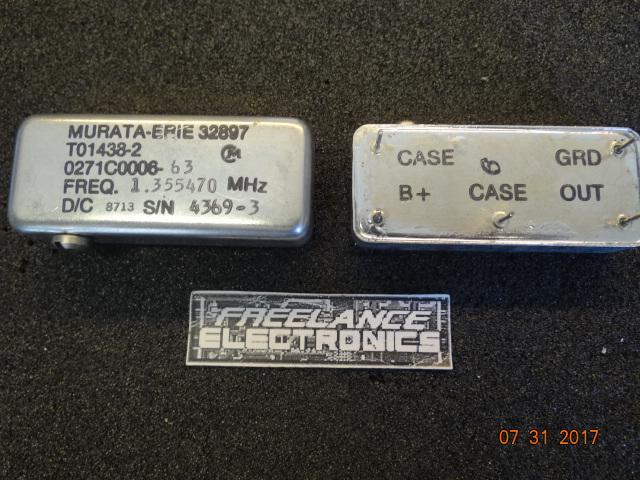 MURATA-ERIE 32897
T01438-2
0271C0006-63
FREQ. 1.355470 MHz
D/C 8713 S/N 4369-3
CASE GRD
B+ CASE OUT
FREELANCE
ELECTRONICS
07 31 2017